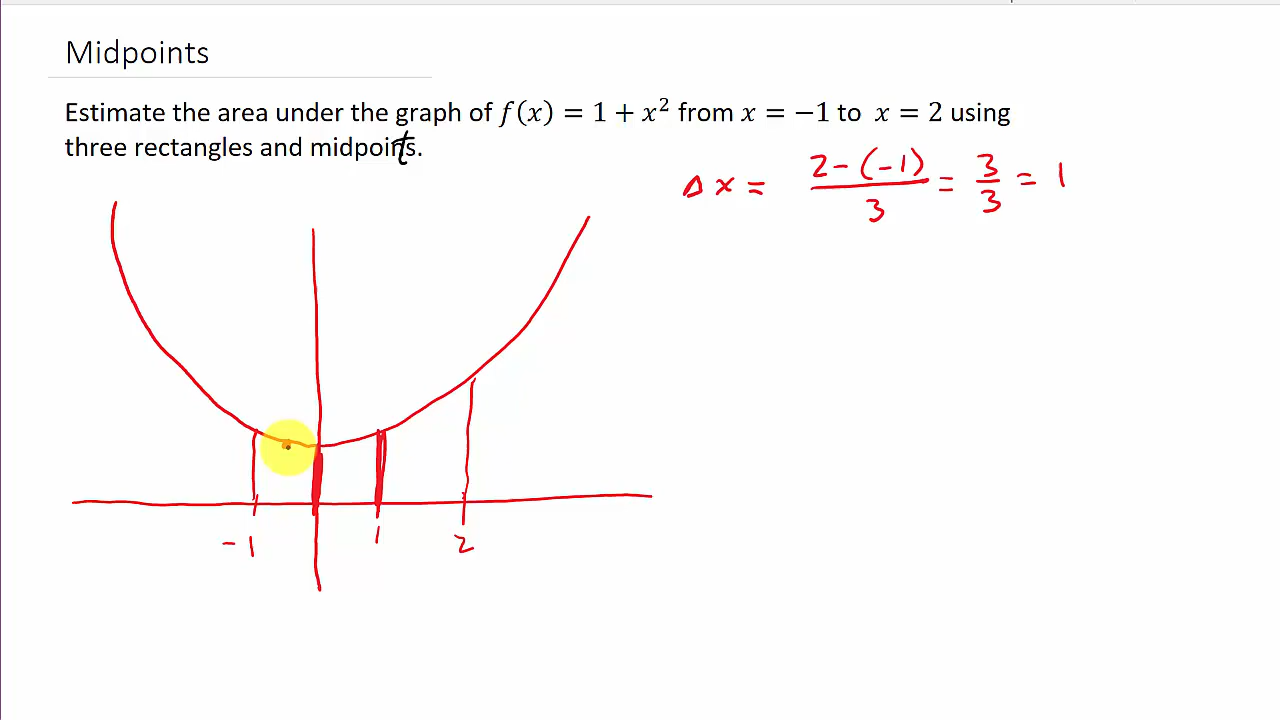 Midpoints
Estimate the area under the graph of f(x) = 1 + x² from x = −1 to x = 2 using
three rectangles and midpoints.
Δx = (2-(-1))/3 = 3/3 = 1
-1 1 2